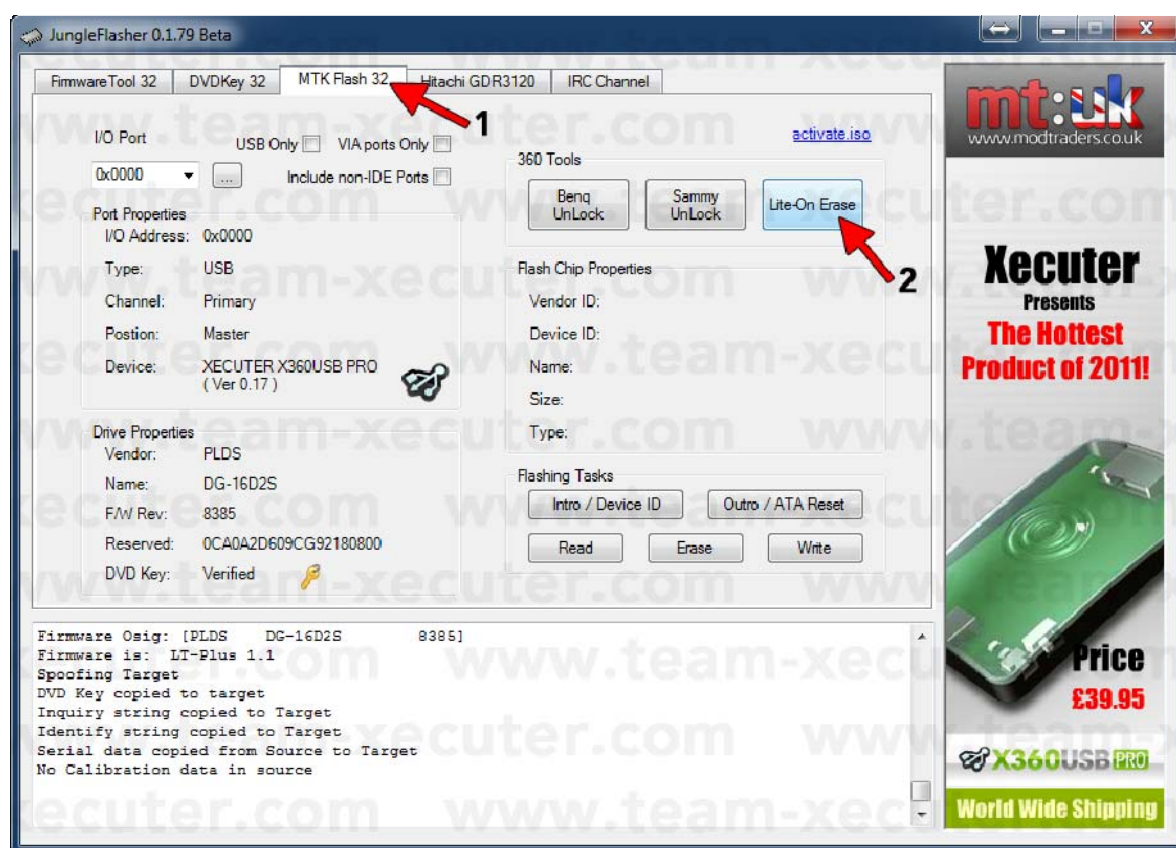 JungleFlasher 0.1.79 Beta
FirmwareTool 32
DVDKey 32
MTK Flash 32
Hitachi GDR3120
IRC Channel
1
I/O Port
USB Only
VIA ports Only
0x0000
...
Include non-IDE Ports
Port Properties
I/O Address: 0x0000
Type: USB
Channel: Primary
Postion: Master
Device: XECUTER X360USB PRO
( Ver 0.17 )
Drive Properties
Vendor: PLDS
Name: DG-16D2S
F/W Rev: 8385
Reserved: 0CA0A2D609CG92180800
DVD Key: Verified
activate.iso
360 Tools
Benq
UnLock
Sammy
UnLock
Lite-On Erase
2
Flash Chip Properties
Vendor ID:
Device ID:
Name:
Size:
Type:
Flashing Tasks
Intro / Device ID
Outro / ATA Reset
Read
Erase
Write
Firmware Osig: [PLDS DG-16D2S 8385]
Firmware is: LT-Plus 1.1
Spoofing Target
DVD Key copied to target
Inquiry string copied to Target
Identify string copied to Target
Serial data copied from Source to Target
No Calibration data in source
mt:uk
www.modtraders.co.uk
Xecuter
Presents
The Hottest
Product of 2011!
Price
£39.95
X360USB PRO
World Wide Shipping
www.team-xecuter.com